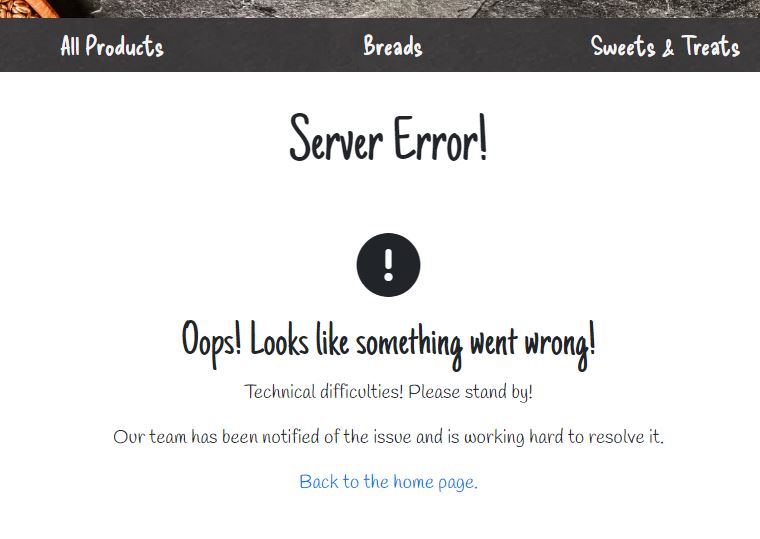 All Products Breads Sweets & Treats
Server Error!
Oops! Looks like something went wrong!
Technical difficulties! Please stand by!
Our team has been notified of the issue and is working hard to resolve it.
Back to the home page.